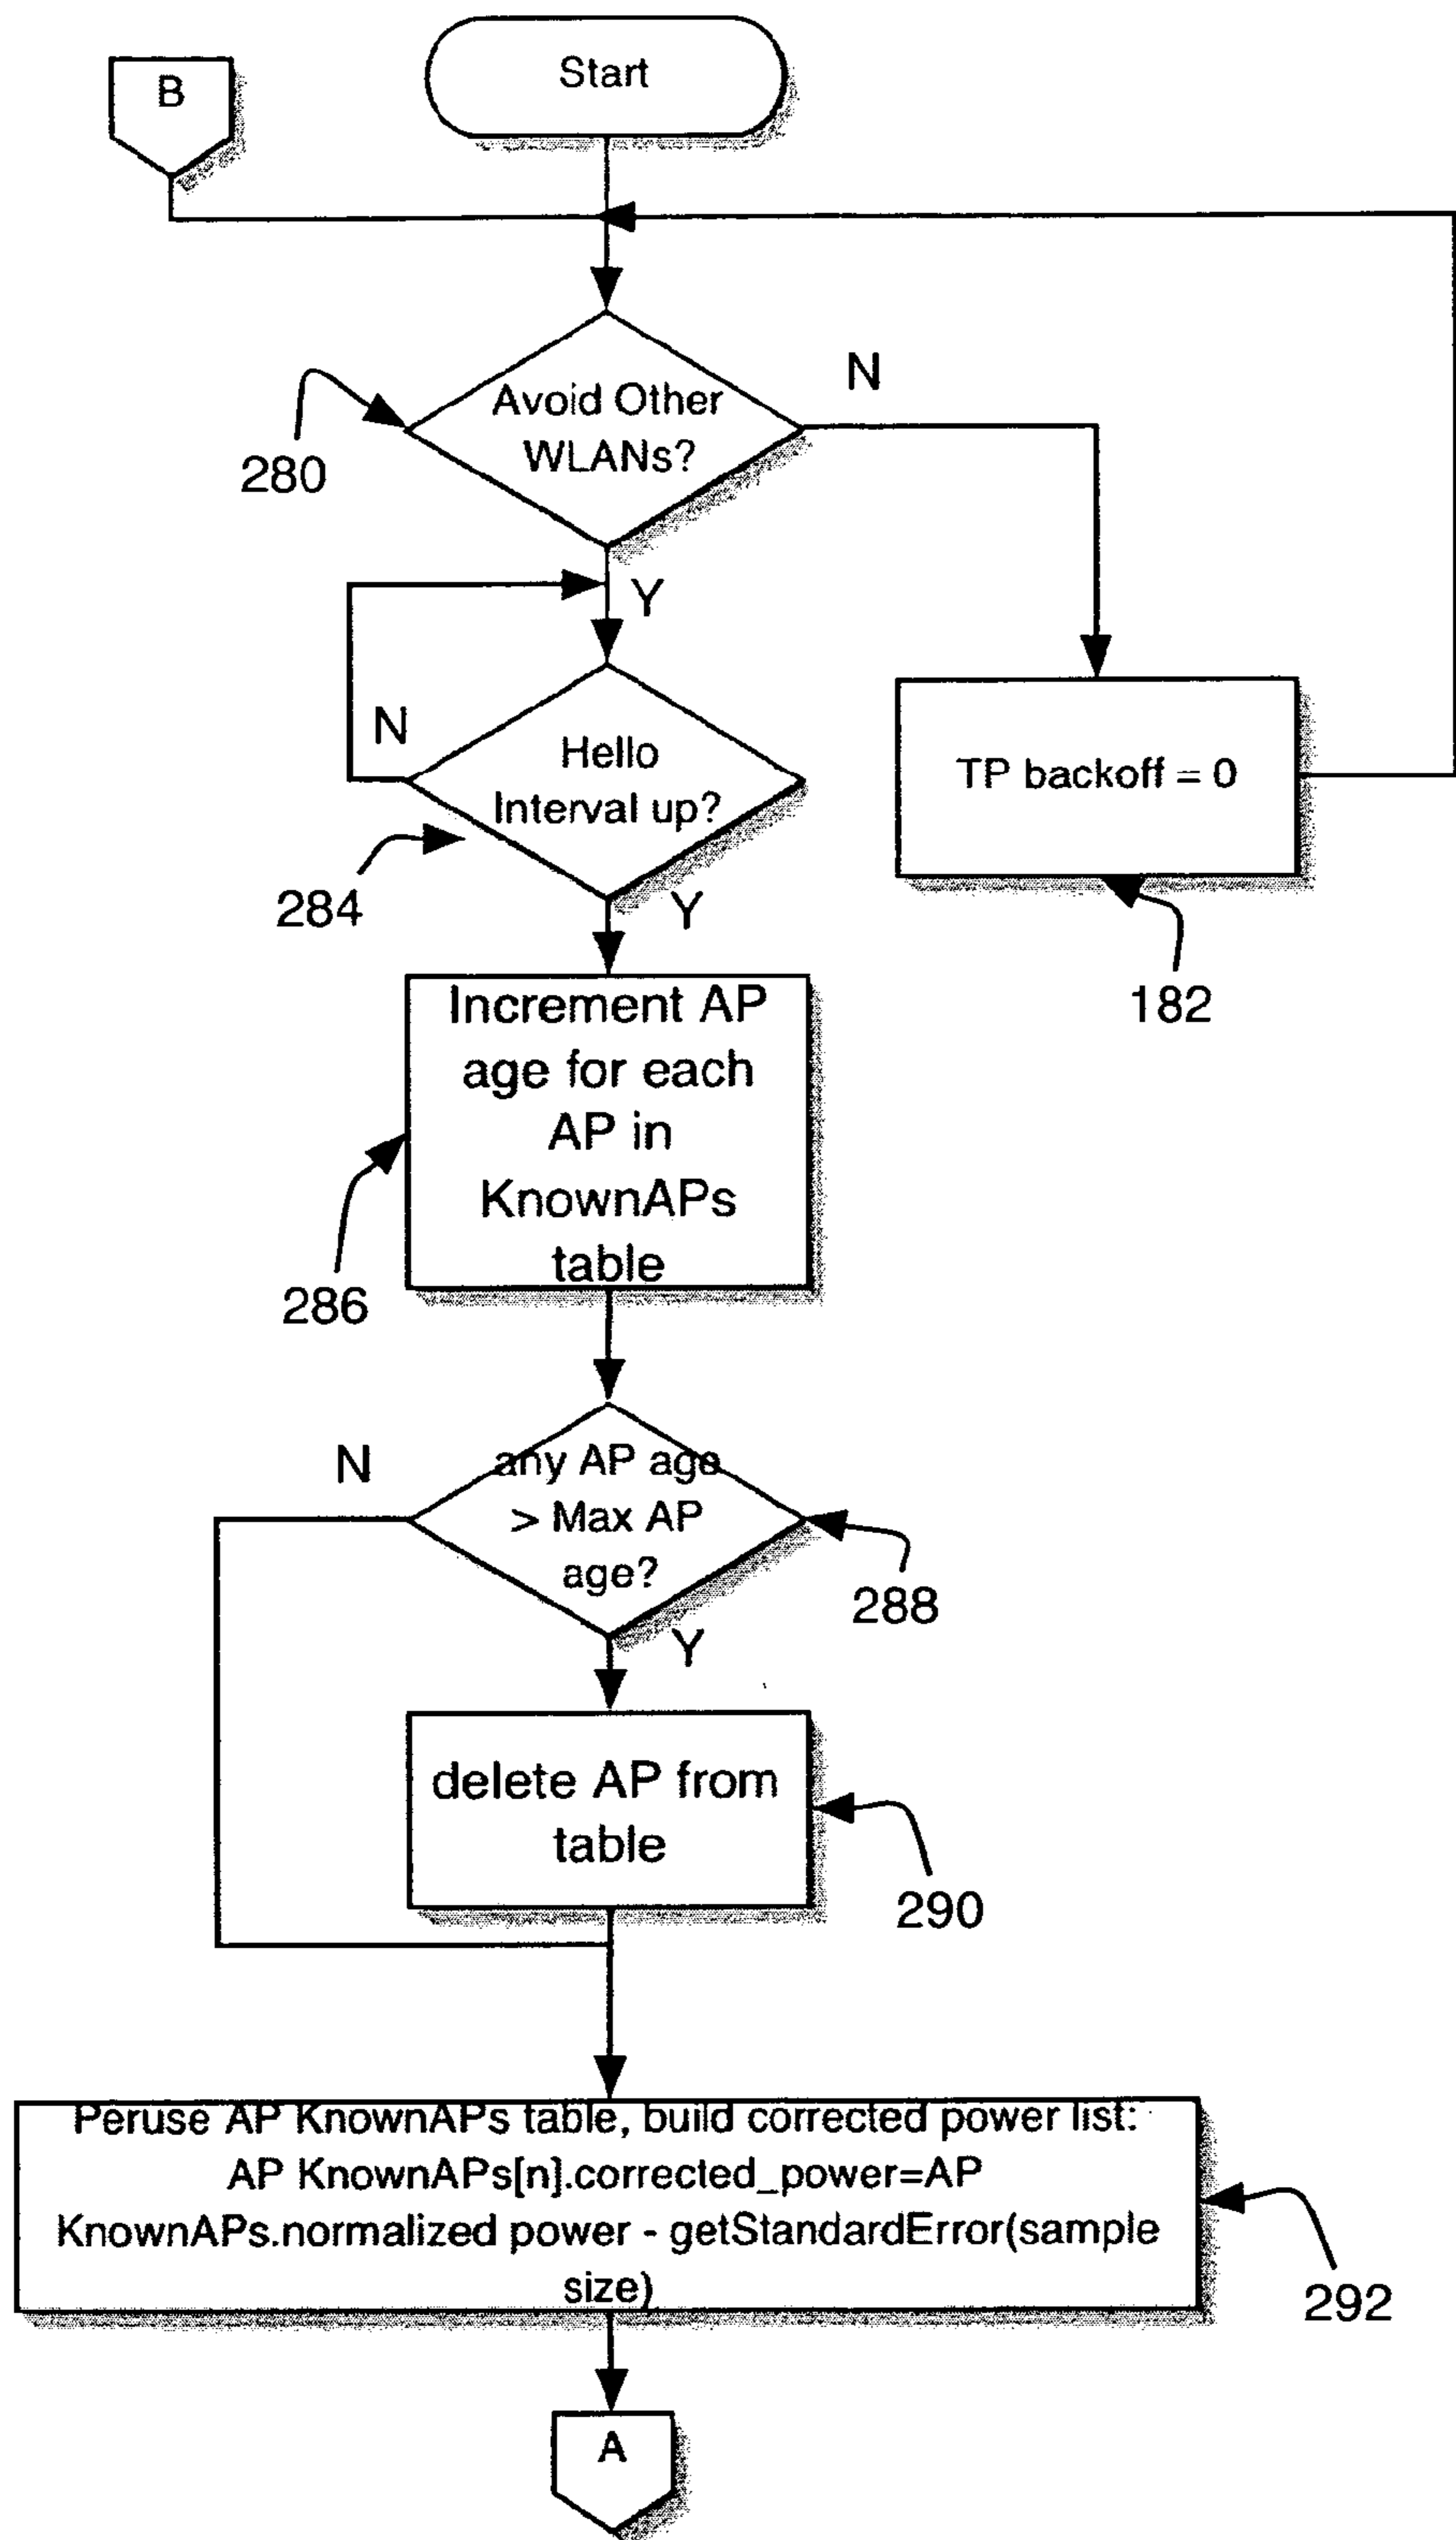 B
Start
Avoid Other
WLANs?
N
280
Y
N
Hello
Interval up?
284
TP backoff = 0
182
Y
Increment AP
age for each
AP in
KnownAPs
table
286
N
any AP age
> Max AP
age?
288
Y
delete AP from
table
290
Peruse AP KnownAPs table, build corrected power list:
AP KnownAPs[n].corrected_power=AP
KnownAPs.normalized power - getStandardError(sample
size)
292
A